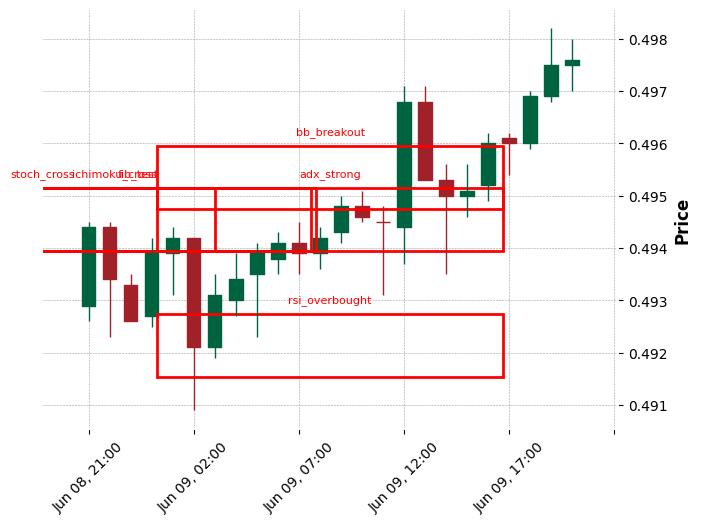 0.498
0.497
0.496
0.495
0.494
0.493
0.492
0.491
Price
bb_breakout
adx_strong
stoch_cross
ichimoku_cross
fib_test
rsi_overbought
Jun 08, 21:00
Jun 09, 02:00
Jun 09, 07:00
Jun 09, 12:00
Jun 09, 17:00